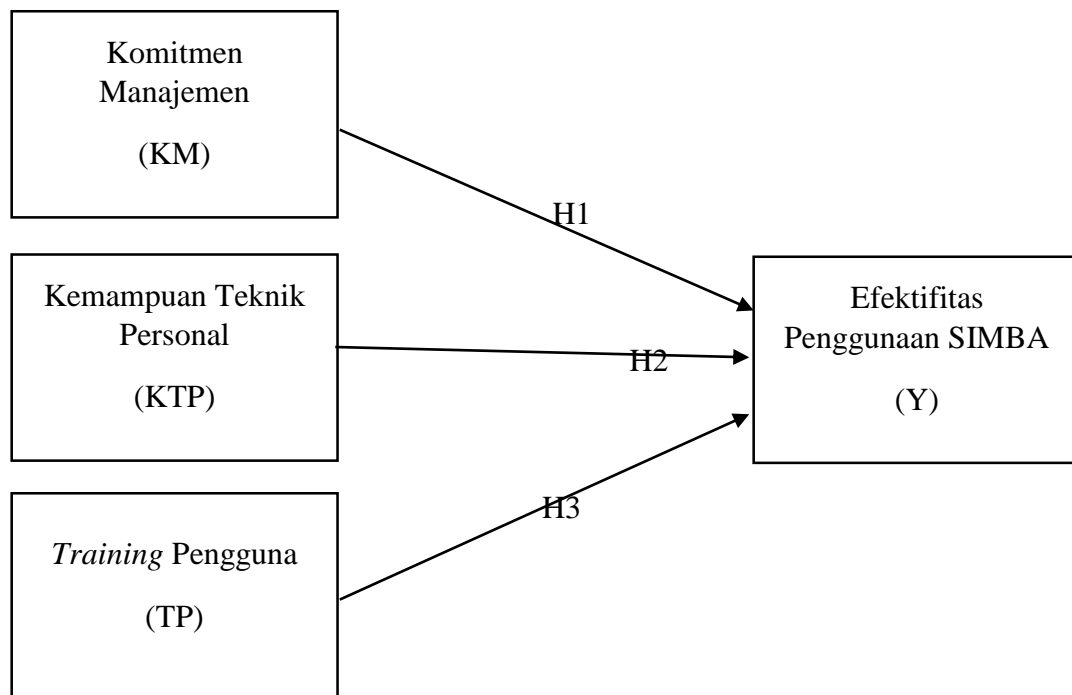 Komitmen
Manajemen
(KM)
H1
Kemampuan Teknik
Personal
(KTP)
H2
Efektifitas
Penggunaan SIMBA
(Y)
Training Pengguna
(TP)
H3